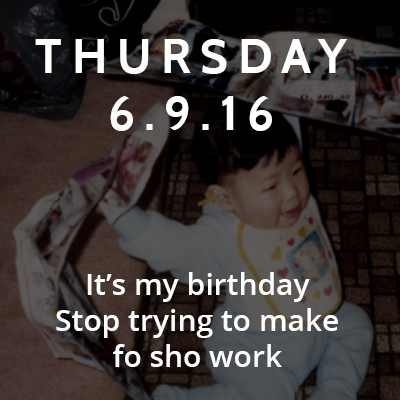 THURSDAY
6.9.16
It’s my birthday
Stop trying to make
fo sho work